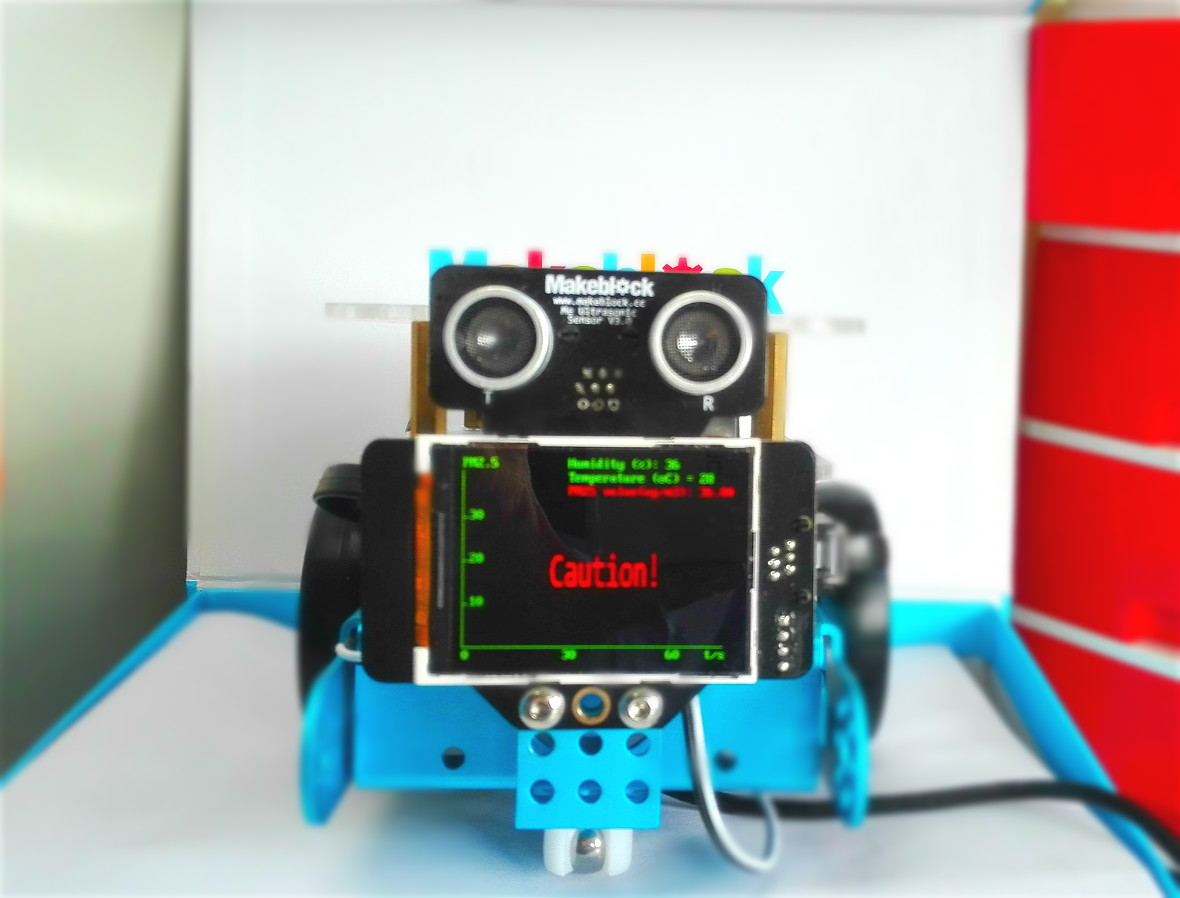 Makeblock
www.makeblock.cc
Me Ultrasonic
Sensor V3.0
T
R
PM2.5
Humidity (%): 36
Temperature (oC) = 28
30
20
10
Caution!
0 30 60 t/s